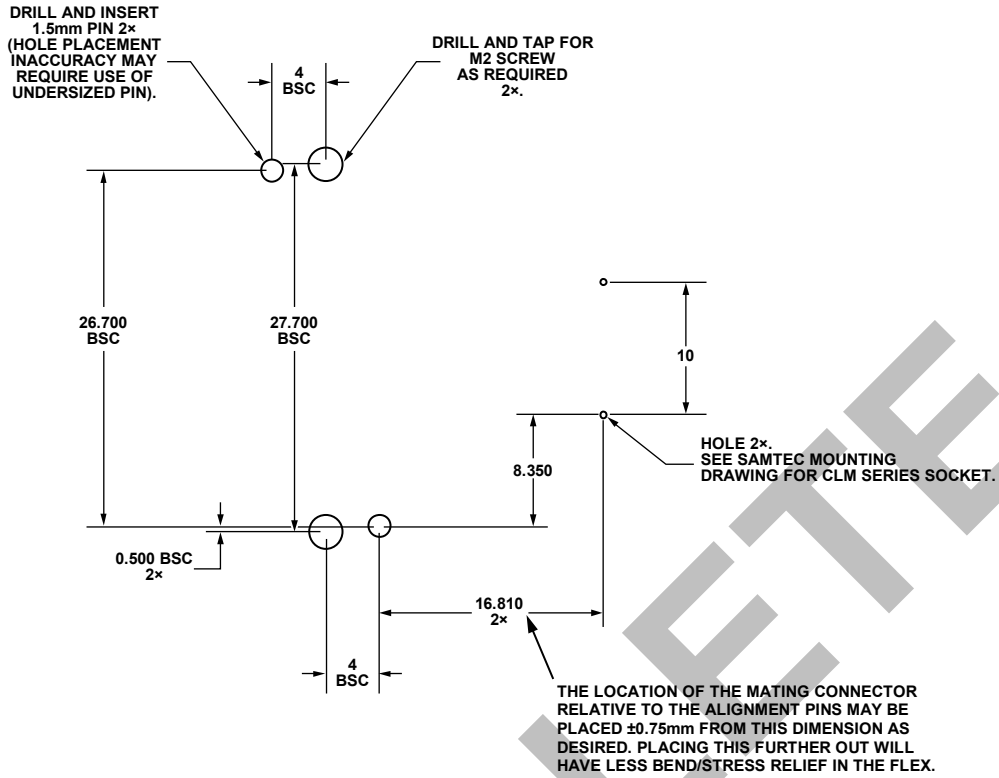 DRILL AND INSERT
1.5mm PIN 2×
(HOLE PLACEMENT
INACCURACY MAY
REQUIRE USE OF
UNDERSIZED PIN).
4
BSC
DRILL AND TAP FOR
M2 SCREW
AS REQUIRED
2×.
26.700
BSC
27.700
BSC
10
8.350
HOLE 2×.
SEE SAMTEC MOUNTING
DRAWING FOR CLM SERIES SOCKET.
0.500 BSC
2×
16.810
2×
4
BSC
THE LOCATION OF THE MATING CONNECTOR
RELATIVE TO THE ALIGNMENT PINS MAY BE
PLACED ±0.75mm FROM THIS DIMENSION AS
DESIRED. PLACING THIS FURTHER OUT WILL
HAVE LESS BEND/STRESS RELIEF IN THE FLEX.
LETE